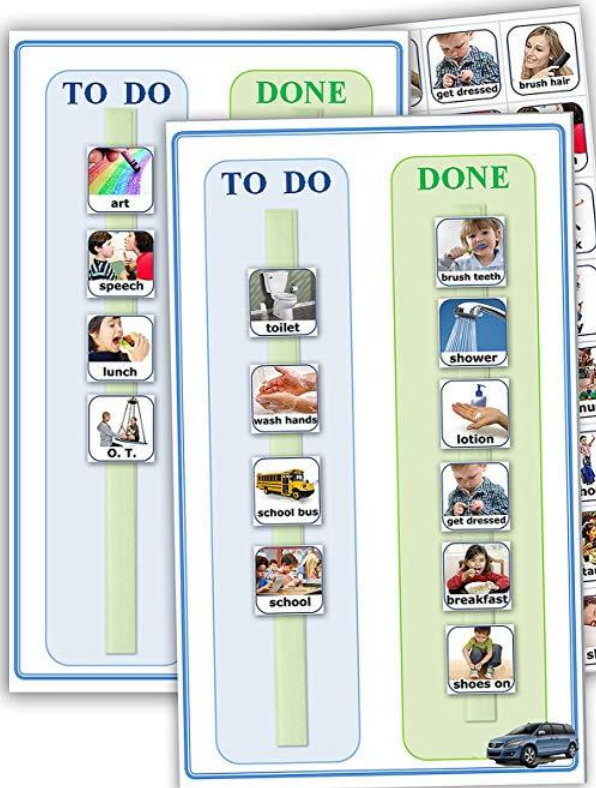 TO DO
DONE
art
speech
lunch
O. T.
TO DO
DONE
toilet
wash hands
school bus
school
brush teeth
shower
lotion
get dressed
breakfast
shoes on
get dressed
brush hair